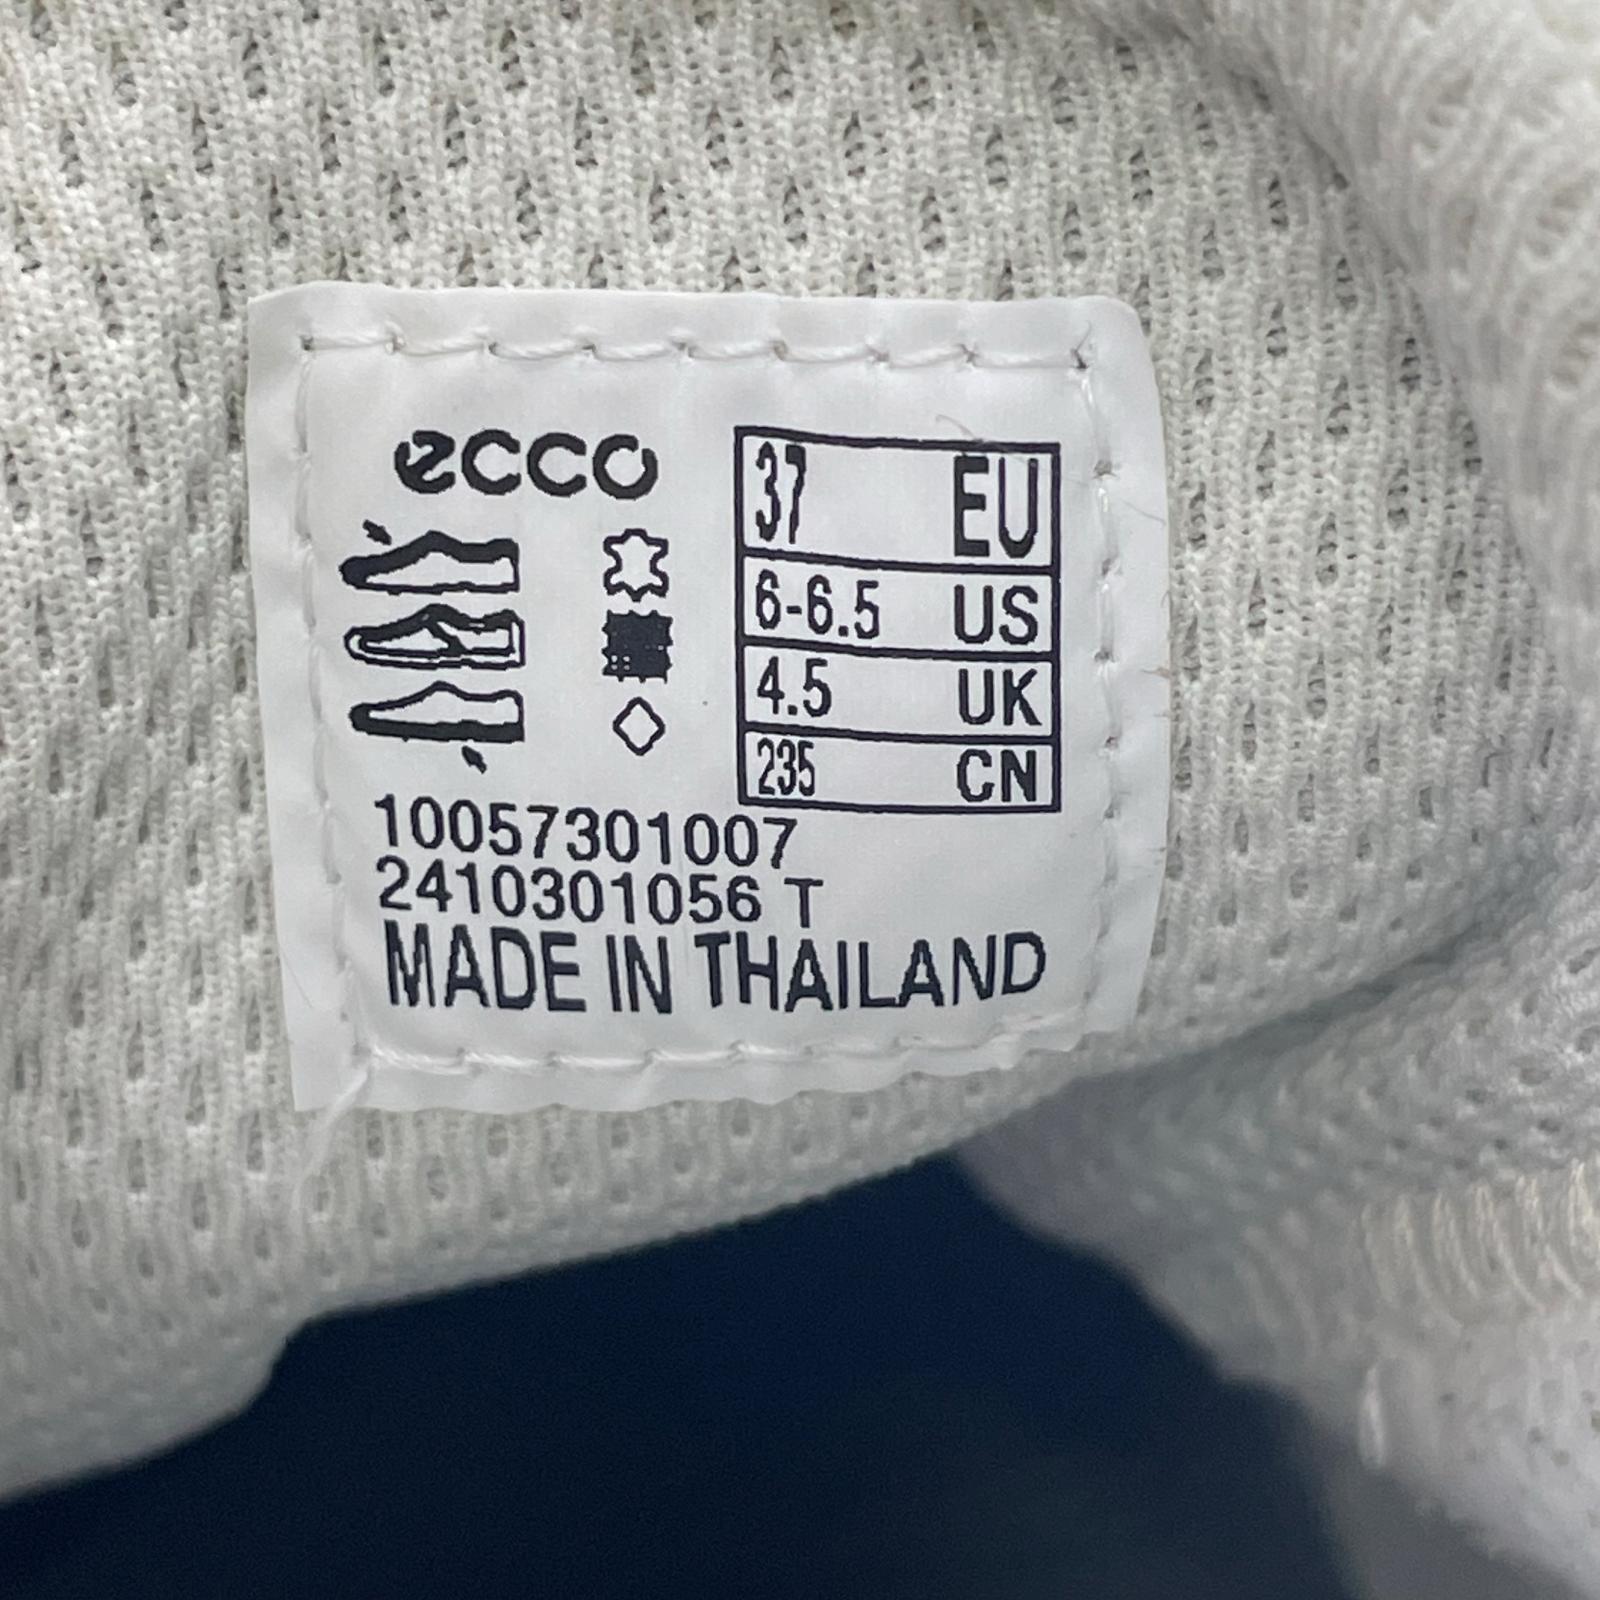 ecco
37 EU
6-6.5 US
4.5 UK
235 CN
10057301007
2410301056 T
MADE IN THAILAND